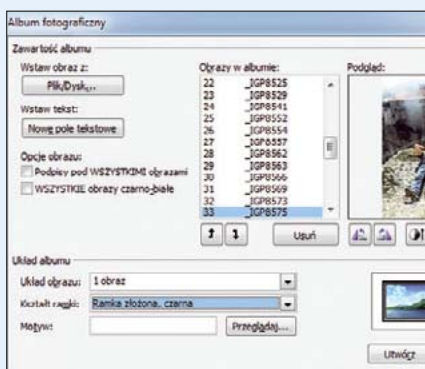 Album fotograficzny
Zawartość albumu
Wstaw obraz z:
Plik/Dysk...
Wstaw tekst:
Nowe pole tekstowe
Opcje obrazu:
Podpisy pod WSZYSTKIMI obrazami
WSZYSTKIE obrazy czarno-białe
Obrazy w albumie:
22 _IGP8525
23 _IGP8529
24 _IGP8541
25 _IGP8552
26 _IGP8554
27 _IGP8557
28 _IGP8562
29 _IGP8563
30 _IGP8566
31 _IGP8569
32 _IGP8573
33 _IGP8575
Usuń
Podgląd:
Układ albumu
Układ obrazu: 1 obraz
Kształt ramki: Ramka złożona, czarna
Motyw: Przeglądaj...
Utwórz